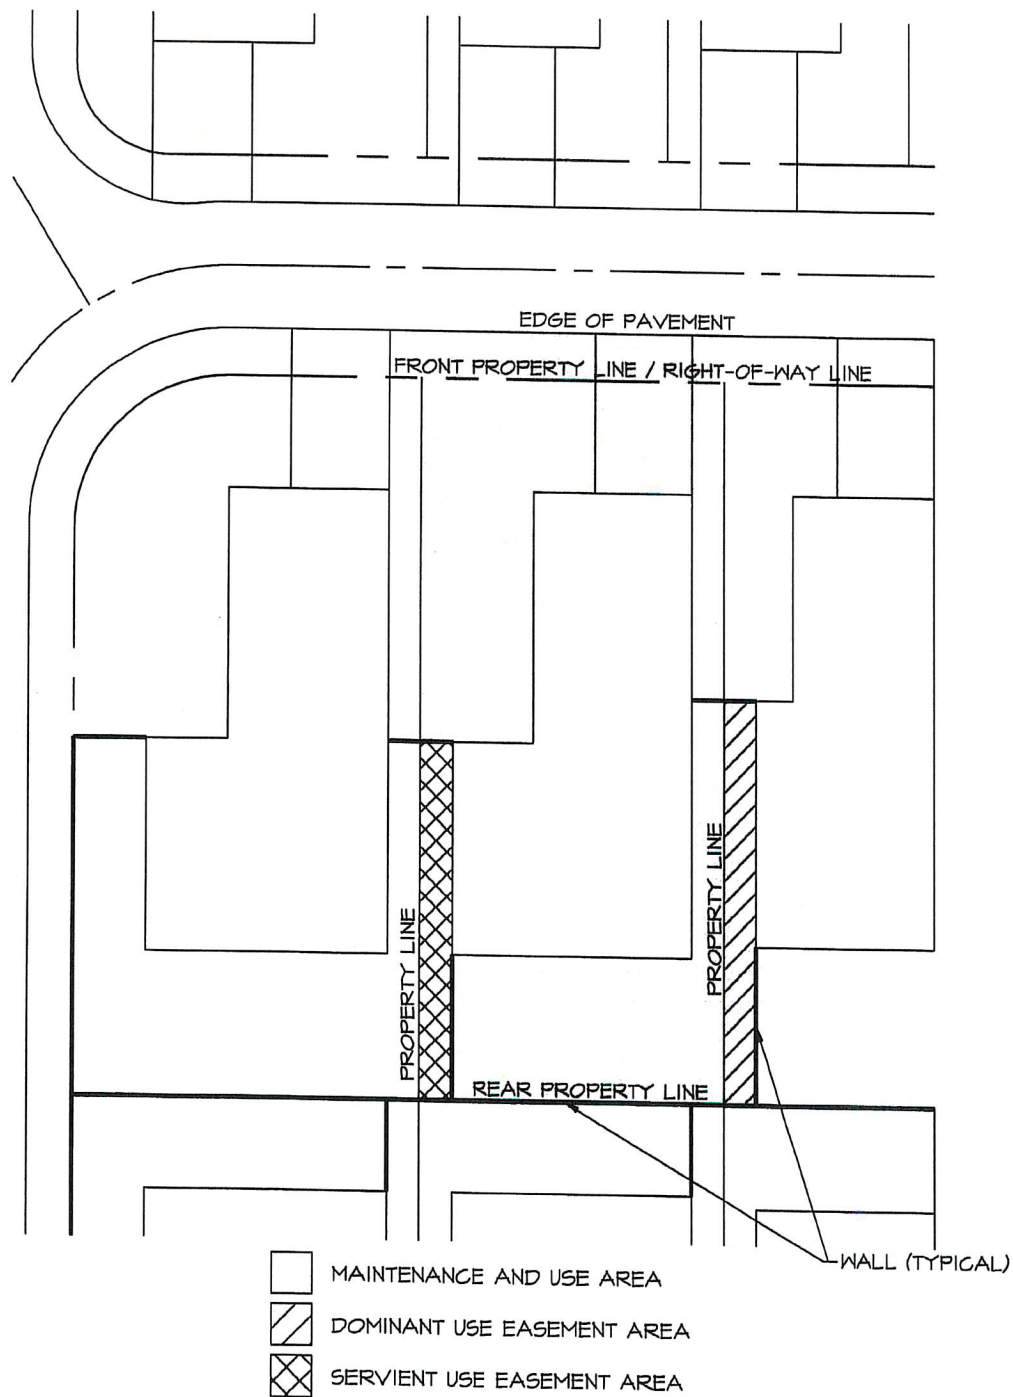 EDGE OF PAVEMENT
FRONT PROPERTY LINE / RIGHT-OF-WAY LINE
PROPERTY LINE
PROPERTY LINE
REAR PROPERTY LINE
WALL (TYPICAL)
MAINTENANCE AND USE AREA
DOMINANT USE EASEMENT AREA
SERVIENT USE EASEMENT AREA